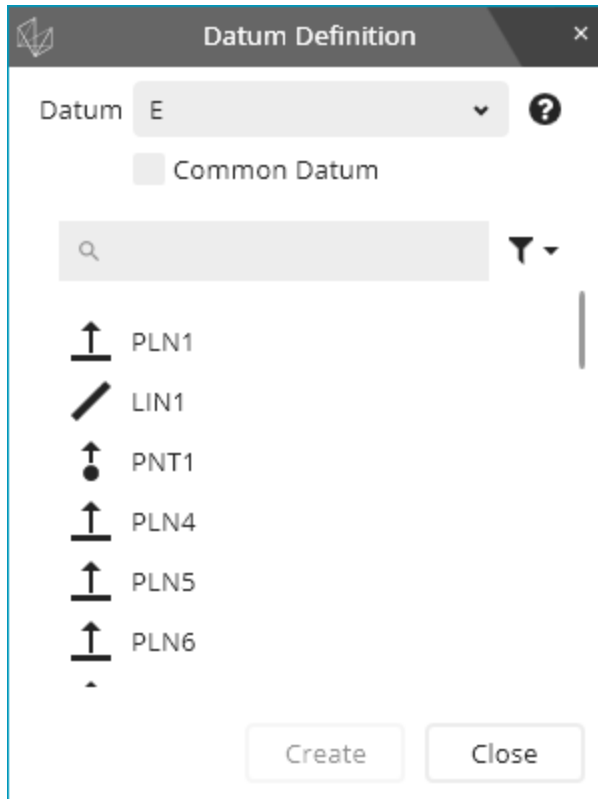 Datum Definition
Datum E
Common Datum
PLN1
LIN1
PNT1
PLN4
PLN5
PLN6
Create Close